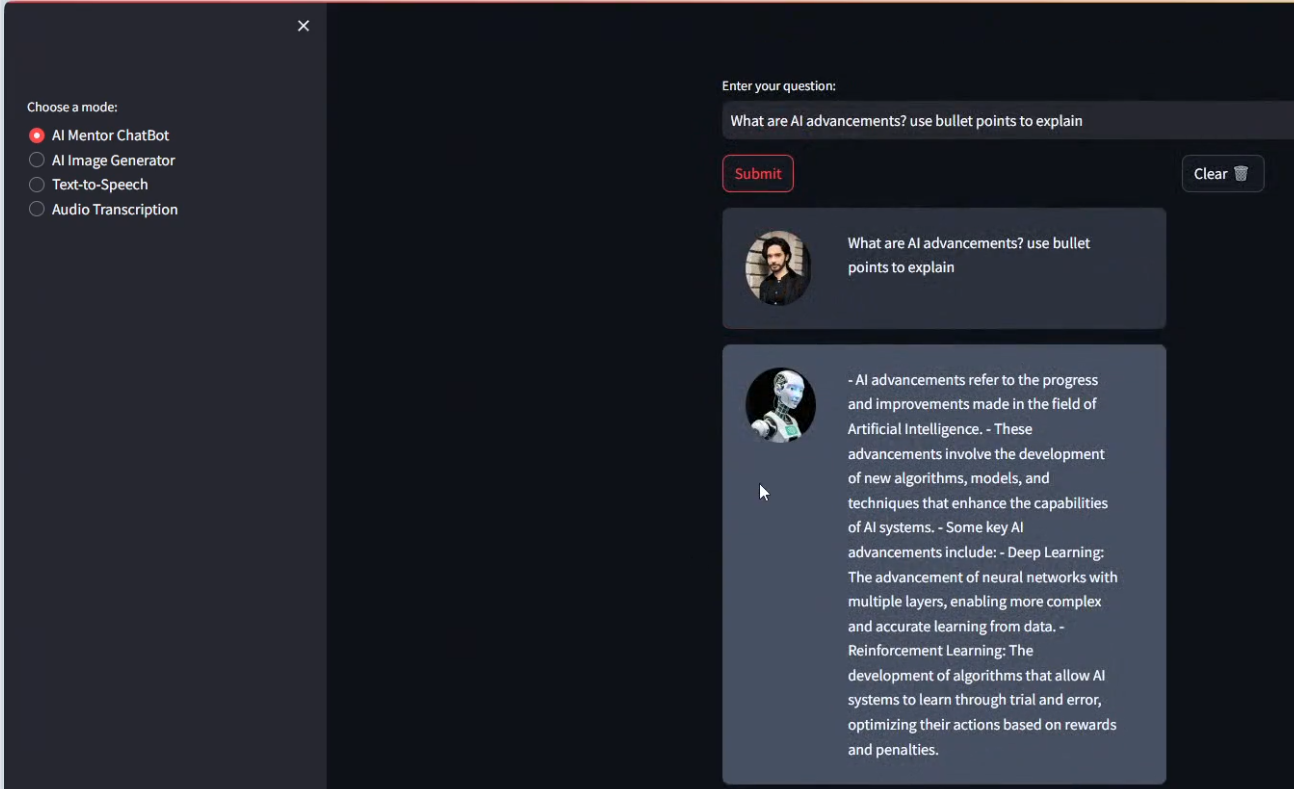 Choose a mode:
AI Mentor ChatBot
AI Image Generator
Text-to-Speech
Audio Transcription
Enter your question:
What are AI advancements? use bullet points to explain
Submit
Clear
What are AI advancements? use bullet
points to explain
- AI advancements refer to the progress
and improvements made in the field of
Artificial Intelligence. - These
advancements involve the development
of new algorithms, models, and
techniques that enhance the capabilities
of AI systems. - Some key AI
advancements include: - Deep Learning:
The advancement of neural networks with
multiple layers, enabling more complex
and accurate learning from data. -
Reinforcement Learning: The
development of algorithms that allow AI
systems to learn through trial and error,
optimizing their actions based on rewards
and penalties.